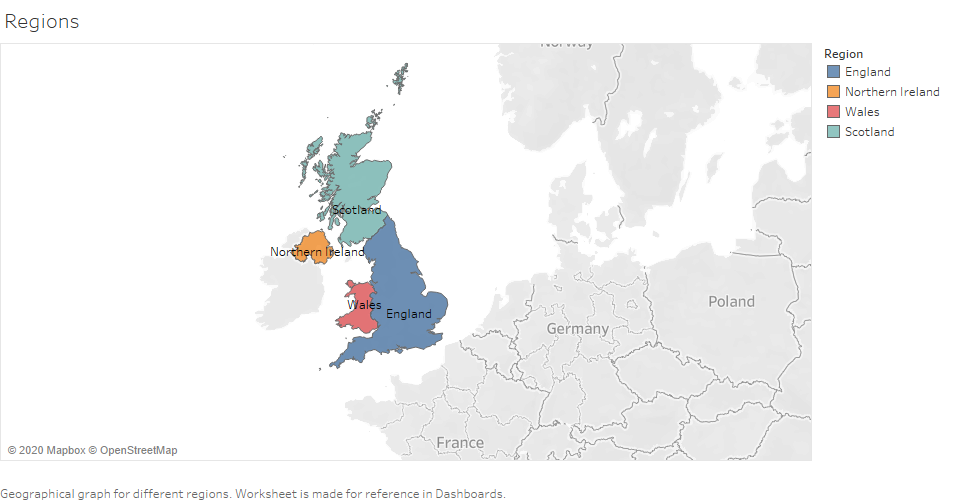 Regions
Norway
Region
England
Northern Ireland
Wales
Scotland
Scotland
Northern Ireland
Wales
England
Poland
Germany
France
© 2020 Mapbox © OpenStreetMap
Geographical graph for different regions. Worksheet is made for reference in Dashboards.